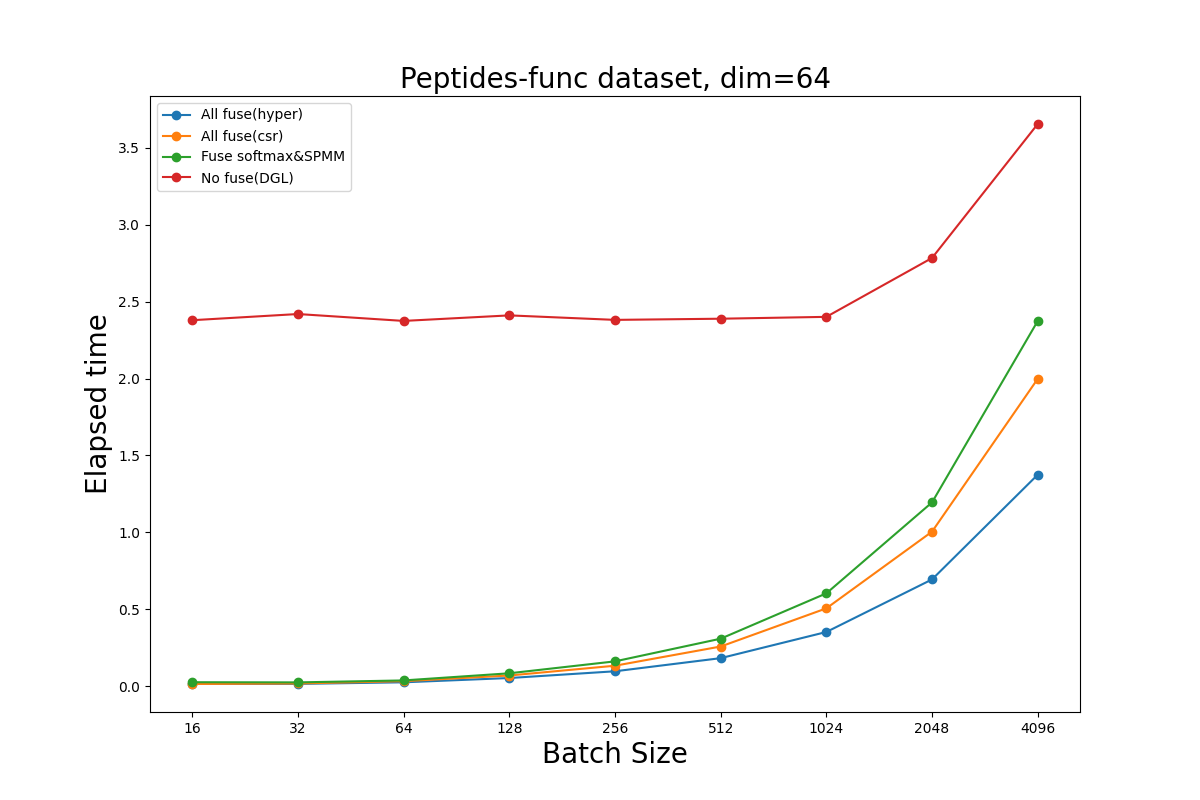 Peptides-func dataset, dim=64
All fuse(hyper)
All fuse(csr)
Fuse softmax&SPMM
No fuse(DGL)
3.5
3.0
2.5
2.0
1.5
1.0
0.5
0.0
Elapsed time
16 32 64 128 256 512 1024 2048 4096
Batch Size